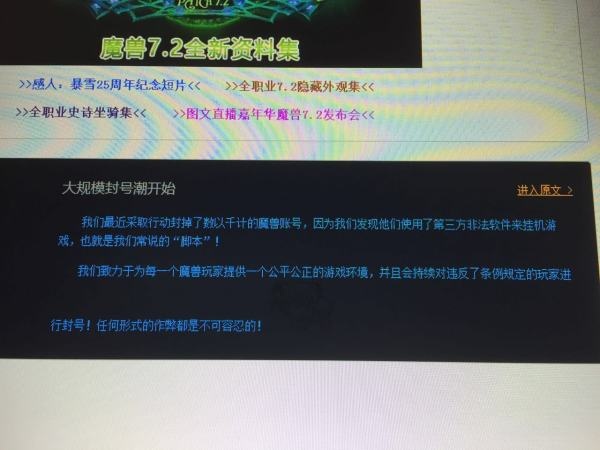 PATCH 7.2
魔兽7.2全新资料集
>>感人：暴雪25周年纪念短片<< >>全职业7.2隐藏外观集<<
>>全职业史诗坐骑集<< >>图文直播嘉年华魔兽7.2发布会<<
大规模封号潮开始 进入原文 >
我们最近采取行动封掉了数以千计的魔兽账号，因为我们发现他们使用了第三方非法软件来挂机游
戏，也就是我们常说的“脚本”！
我们致力于为每一个魔兽玩家提供一个公平公正的游戏环境，并且会持续对违反了条例规定的玩家进
行封号！任何形式的作弊都是不可容忍的！